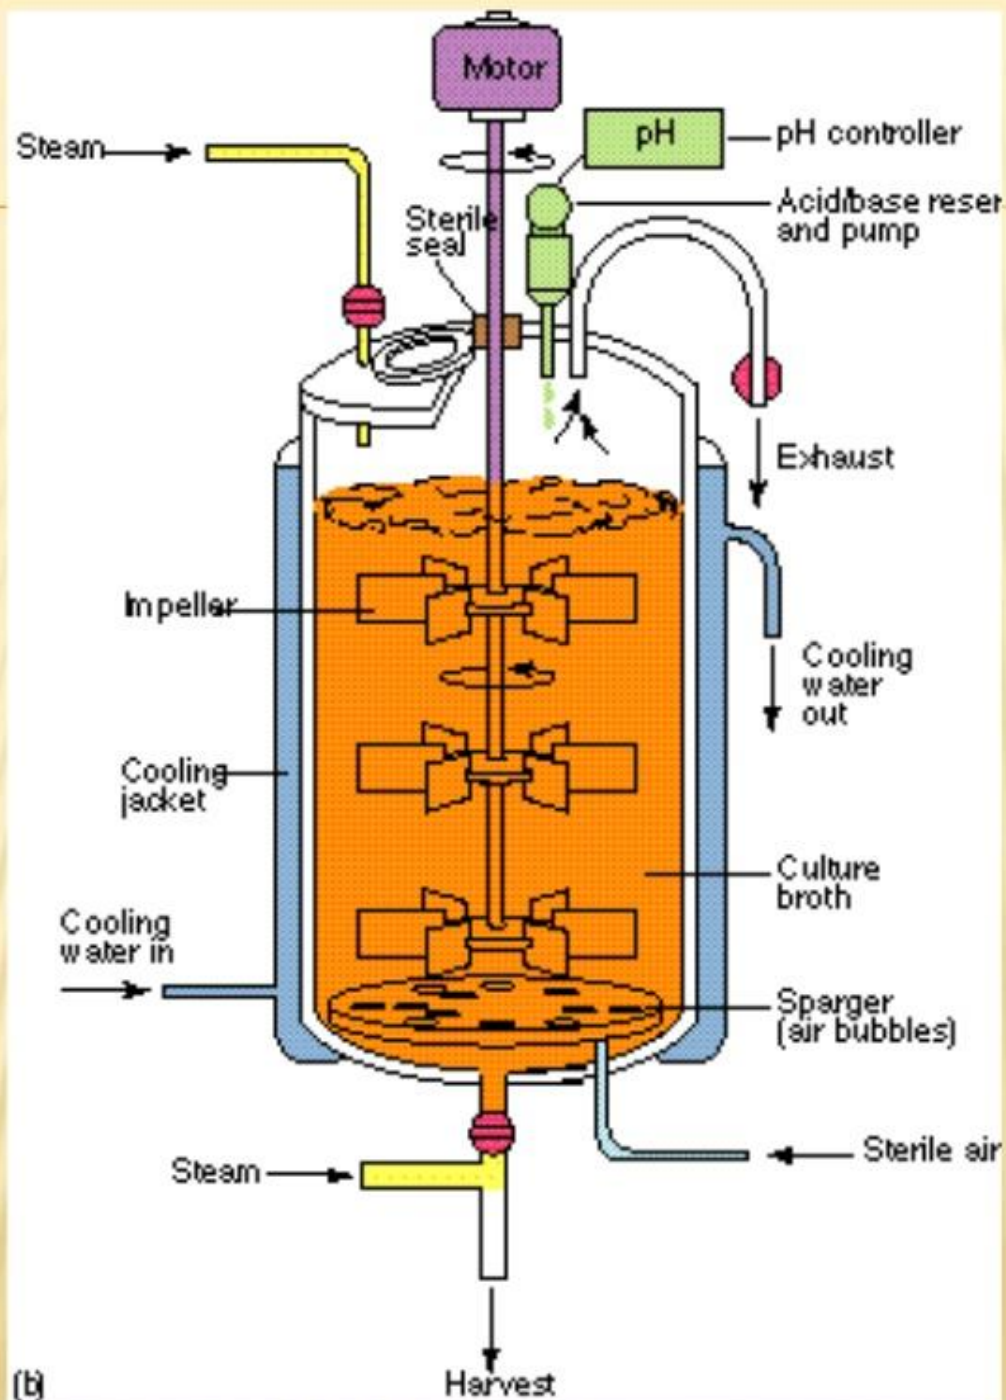 Motor
Steam
pH
pH controller
Sterile
seal
Acid/base reser
and pump
Exhaust
Impeller
Cooling
water
out
Cooling
jacket
Culture
broth
Cooling
water in
Sparger
(air bubbles)
Sterile air
Steam
(b)
Harvest